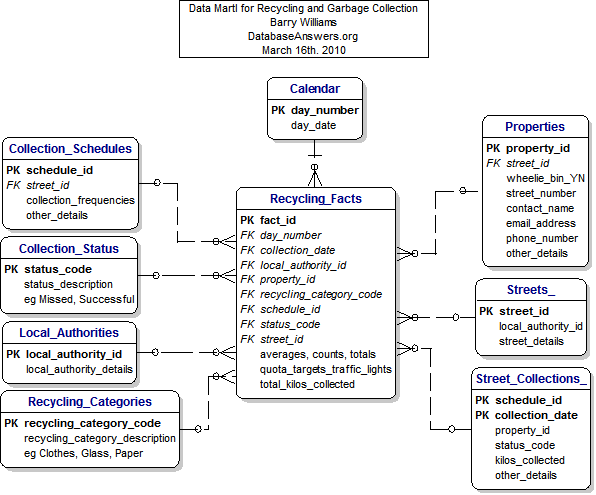 Data Martl for Recycling and Garbage Collection
Barry Williams
DatabaseAnswers.org
March 16th. 2010
Calendar
PK day_number
day_date
Collection_Schedules
PK schedule_id
FK street_id
collection_frequencies
other_details
Collection_Status
PK status_code
status_description
eg Missed, Successful
Local_Authorities
PK local_authority_id
local_authority_details
Recycling_Categories
PK recycling_category_code
recycling_category_description
eg Clothes, Glass, Paper
Recycling_Facts
PK fact_id
FK day_number
FK collection_date
FK local_authority_id
FK property_id
FK recycling_category_code
FK schedule_id
FK status_code
FK street_id
averages, counts, totals
quota_targets_traffic_lights
total_kilos_collected
Properties
PK property_id
FK street_id
wheelie_bin_YN
street_number
contact_name
email_address
phone_number
other_details
Streets_
PK street_id
local_authority_id
street_details
Street_Collections_
PK schedule_id
PK collection_date
property_id
status_code
kilos_collected
other_details